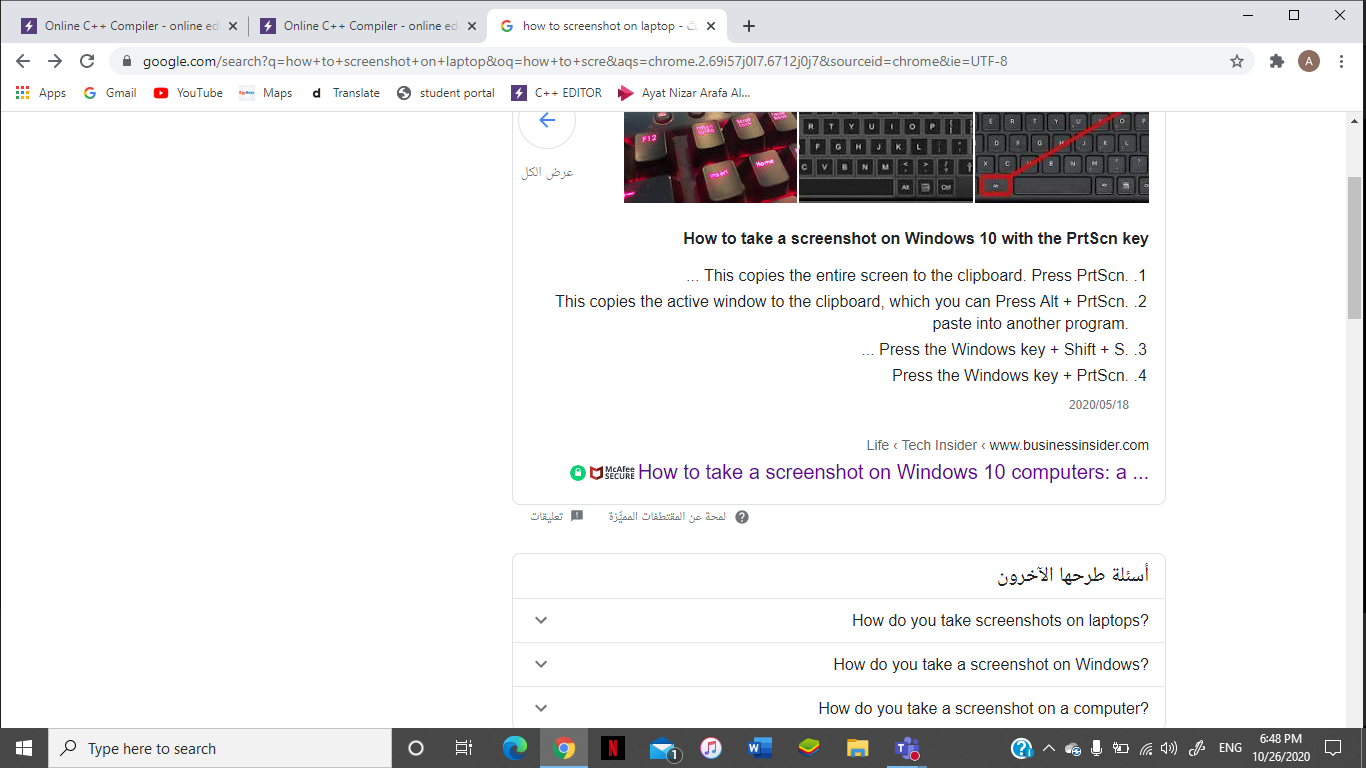 Online C++ Compiler - online edi
Online C++ Compiler - online edi
how to screenshot on laptop -
google.com/search?q=how+to+screenshot+on+laptop&oq=how+to+scre&aqs=chrome.2.69i57j0l7.6712j0j7&sourceid=chrome&ie=UTF-8
A
Apps
Gmail
YouTube
Maps
Translate
student portal
C++ EDITOR
Ayat Nizar Arafa Al...
عرض الكل
F12
Insert
Home
R T Y U I O P
F G H J K L
C V B N M
Alt
Ctrl
E R T Y U I O P
D F G H J K L
X C V B N M
Alt
How to take a screenshot on Windows 10 with the PrtScn key
... This copies the entire screen to the clipboard. Press PrtScn. .1
This copies the active window to the clipboard, which you can Press Alt + PrtScn. .2
paste into another program.
... Press the Windows key + Shift + S. .3
Press the Windows key + PrtScn. .4
2020/05/18
Life ‹ Tech Insider ‹ www.businessinsider.com
McAfee
SECURE
How to take a screenshot on Windows 10 computers: a ...
لمحة عن المقتطفات المميَّزة
تعليقات
أسئلة طرحها الآخرون
How do you take screenshots on laptops?
How do you take a screenshot on Windows?
How do you take a screenshot on a computer?
Type here to search
N
1
ENG
6:48 PM
10/26/2020